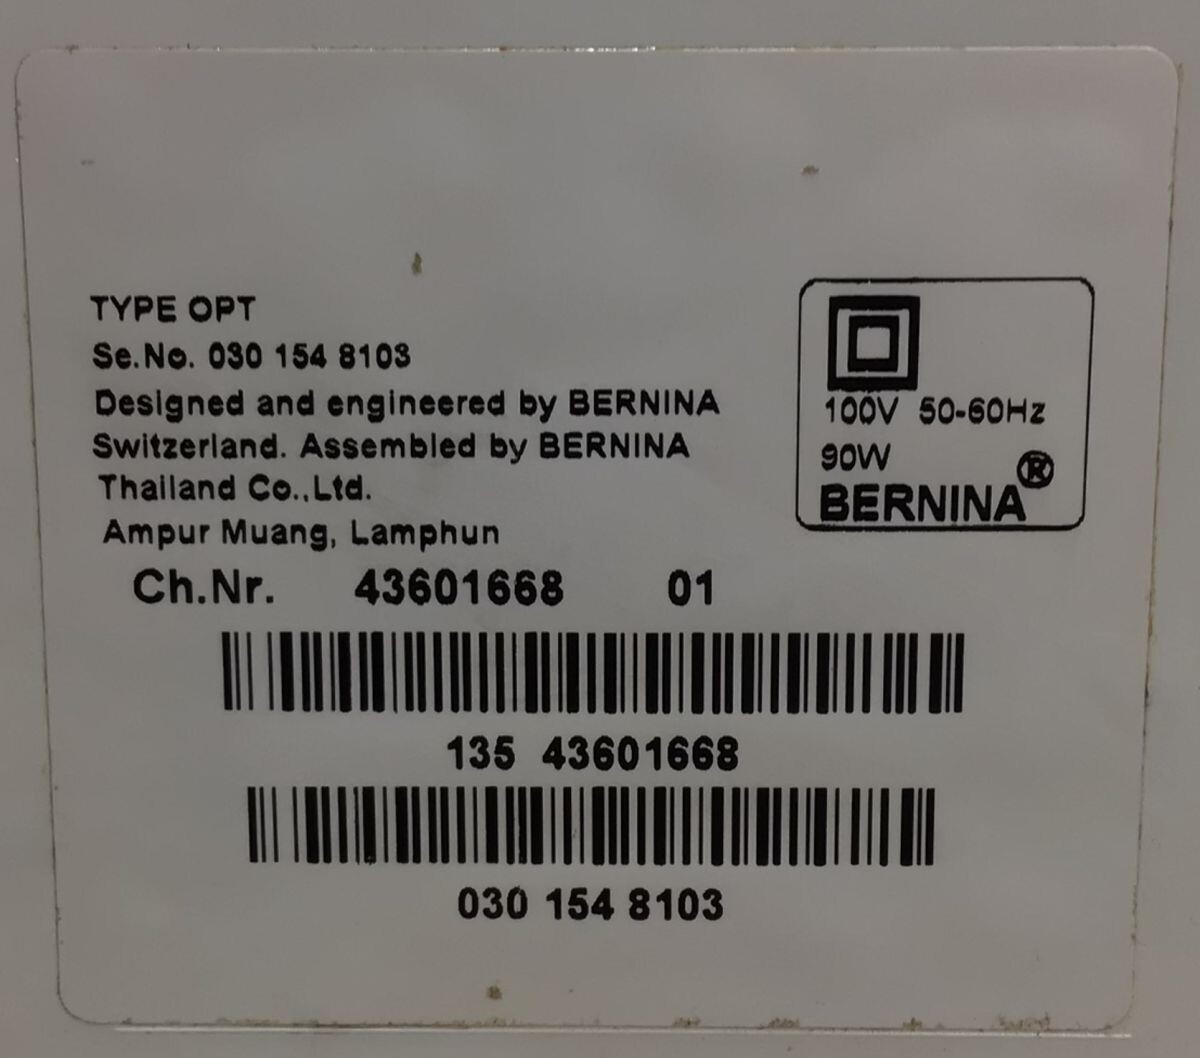 TYPE OPT
Se.No. 030 154 8103
Designed and engineered by BERNINA
Switzerland. Assembled by BERNINA
Thailand Co.,Ltd.
Ampur Muang, Lamphun
100V 50-60Hz
90W
BERNINA®
Ch.Nr. 43601668 01
135 43601668
030 154 8103